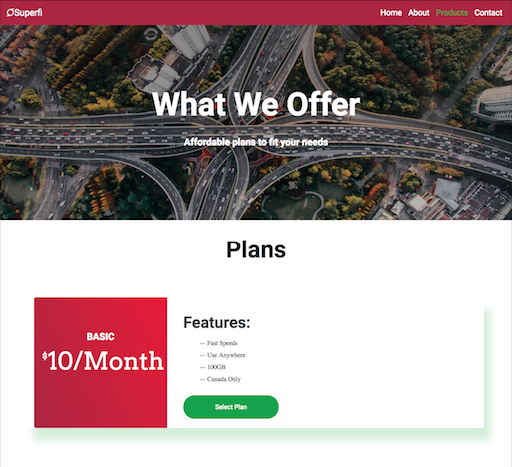 Superfi
Home About Products Contact
What We Offer
Affordable plans to fit your needs
Plans
BASIC
$10/Month
Features:
— Fast Speeds
— Use Anywhere
— 100GB
— Canada Only
Select Plan